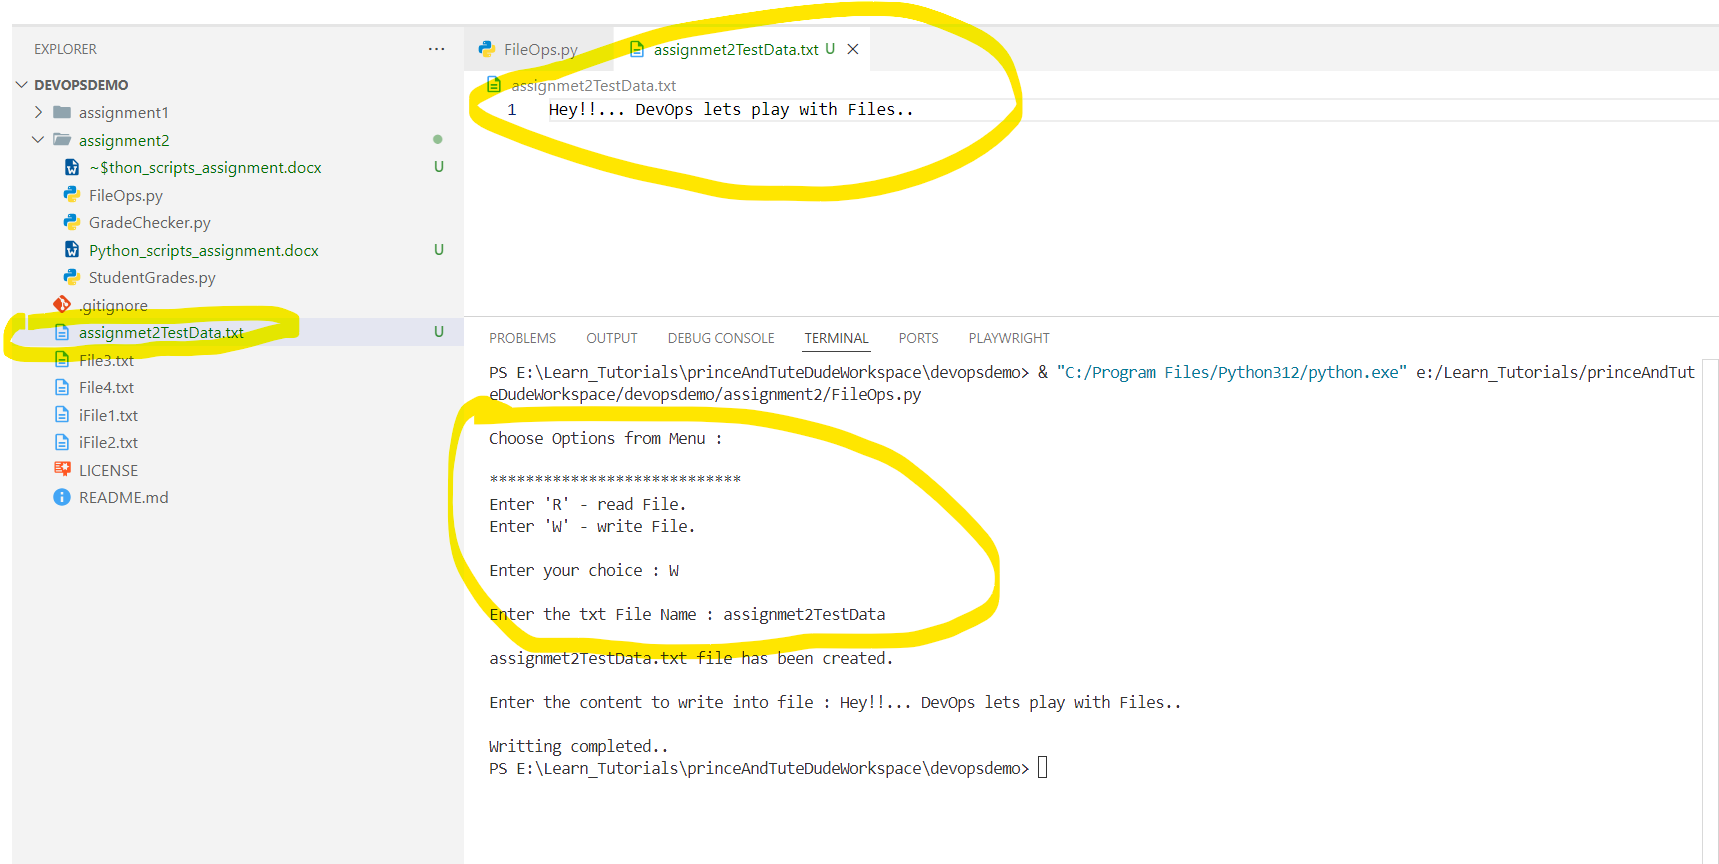 EXPLORER
...
DEVOPSDEMO
assignment1
assignment2
~$thon_scripts_assignment.docx U
FileOps.py
GradeChecker.py
Python_scripts_assignment.docx U
StudentGrades.py
.gitignore
assignmet2TestData.txt U
File3.txt
File4.txt
iFile1.txt
iFile2.txt
LICENSE
README.md
FileOps.py
assignmet2TestData.txt U
assignmet2TestData.txt
1 Hey!!... DevOps lets play with Files..
PROBLEMS OUTPUT DEBUG CONSOLE TERMINAL PORTS PLAYWRIGHT
PS E:\Learn_Tutorials\princeAndTuteDudeWorkspace\devopsdemo> & "C:/Program Files/Python312/python.exe" e:/Learn_Tutorials/princeAndTut
eDudeWorkspace/devopsdemo/assignment2/FileOps.py
Choose Options from Menu :
****************************
Enter 'R' - read File.
Enter 'W' - write File.
Enter your choice : W
Enter the txt File Name : assignmet2TestData
assignmet2TestData.txt file has been created.
Enter the content to write into file : Hey!!... DevOps lets play with Files..
Writting completed..
PS E:\Learn_Tutorials\princeAndTuteDudeWorkspace\devopsdemo>